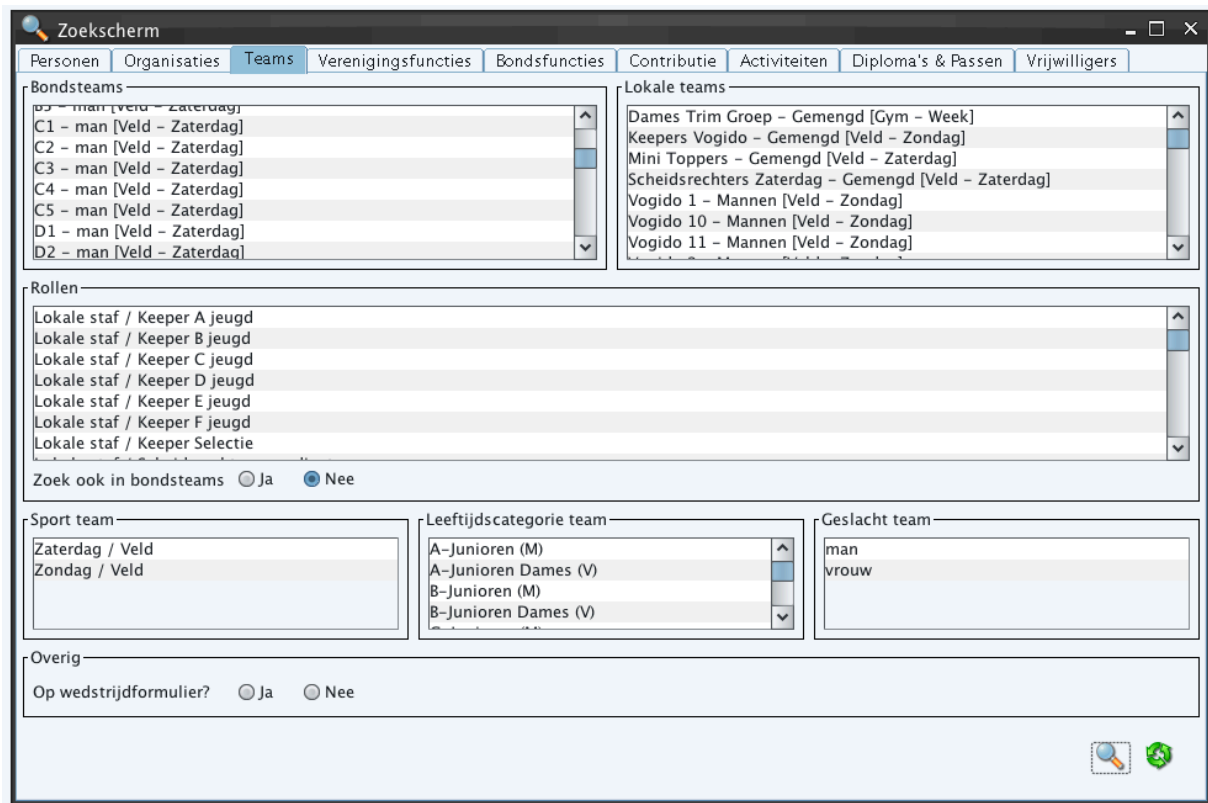 Zoekscherm
Personen Organisaties Teams Verenigingsfuncties Bondsfuncties Contributie Activiteiten Diploma's & Passen Vrijwilligers
Bondsteams
B5 – man [Veld – Zaterdag]
C1 – man [Veld – Zaterdag]
C2 – man [Veld – Zaterdag]
C3 – man [Veld – Zaterdag]
C4 – man [Veld – Zaterdag]
C5 – man [Veld – Zaterdag]
D1 – man [Veld – Zaterdag]
D2 – man [Veld – Zaterdag]
Lokale teams
Dames Trim Groep – Gemengd [Gym – Week]
Keepers Vogido – Gemengd [Veld – Zondag]
Mini Toppers – Gemengd [Veld – Zaterdag]
Scheidsrechters Zaterdag – Gemengd [Veld – Zaterdag]
Vogido 1 – Mannen [Veld – Zondag]
Vogido 10 – Mannen [Veld – Zondag]
Vogido 11 – Mannen [Veld – Zondag]
Rollen
Lokale staf / Keeper A jeugd
Lokale staf / Keeper B jeugd
Lokale staf / Keeper C jeugd
Lokale staf / Keeper D jeugd
Lokale staf / Keeper E jeugd
Lokale staf / Keeper F jeugd
Lokale staf / Keeper Selectie
Zoek ook in bondsteams Ja Nee
Sport team
Zaterdag / Veld
Zondag / Veld
Leeftijdscategorie team
A–Junioren (M)
A–Junioren Dames (V)
B–Junioren (M)
B–Junioren Dames (V)
Geslacht team
man
vrouw
Overig
Op wedstrijdformulier? Ja Nee